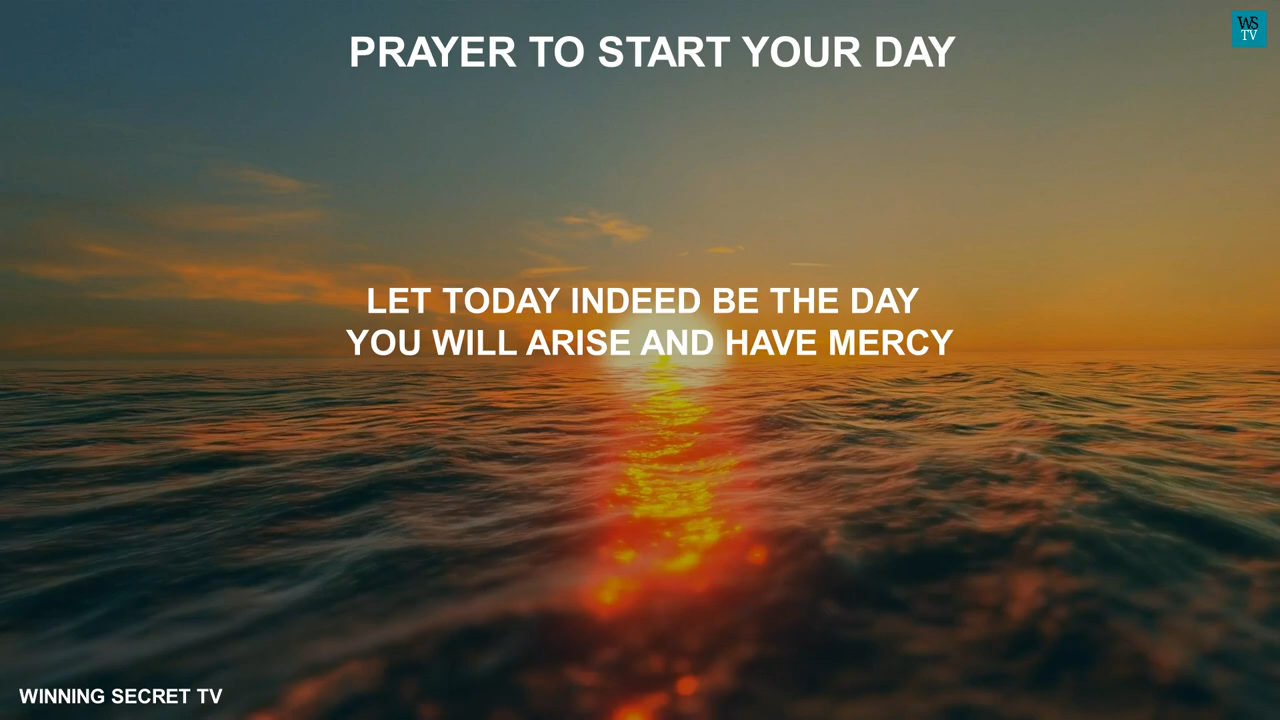 PRAYER TO START YOUR DAY
WS
TV
LET TODAY INDEED BE THE DAY
YOU WILL ARISE AND HAVE MERCY
WINNING SECRET TV